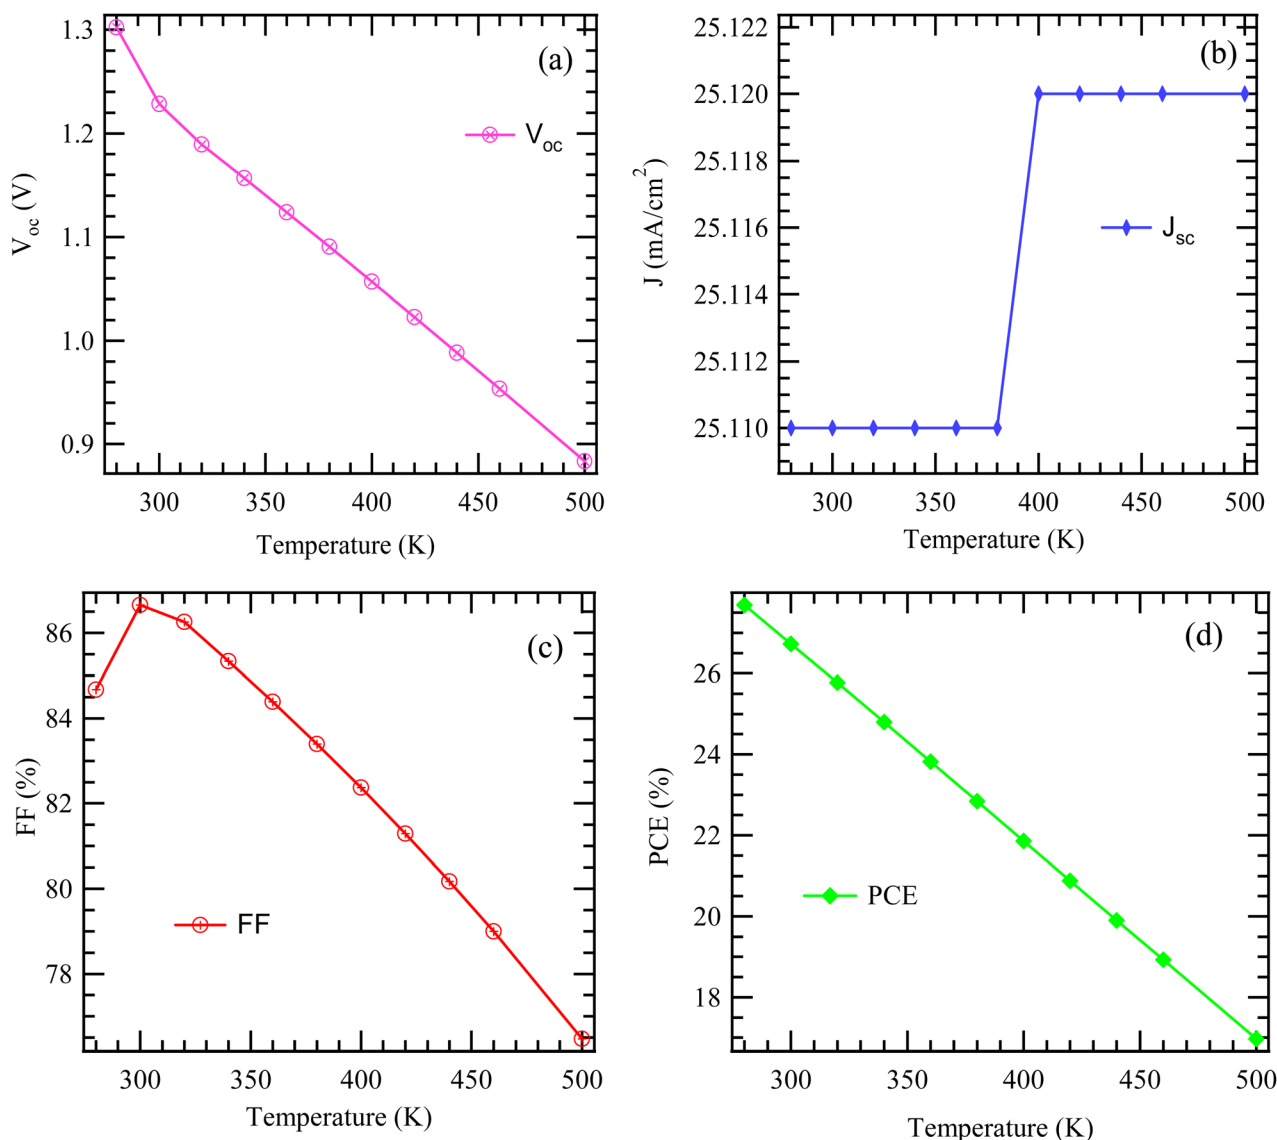 (a)
1.3
1.2
1.1
1.0
0.9
V_oc (V)
V_oc
300 350 400 450 500
Temperature (K)
(b)
25.122
25.120
25.118
25.116
25.114
25.112
25.110
J (mA/cm²)
J_sc
300 350 400 450 500
Temperature (K)
(c)
86
84
82
80
78
FF (%)
FF
300 350 400 450 500
Temperature (K)
(d)
26
24
22
20
18
PCE (%)
PCE
300 350 400 450 500
Temperature (K)